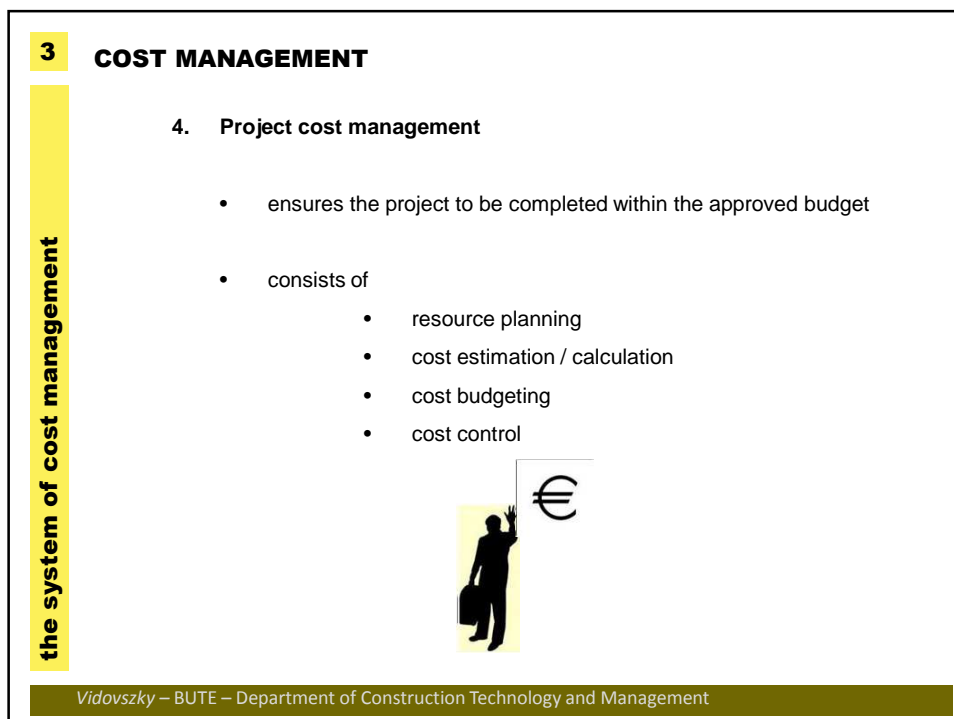 3
COST MANAGEMENT
the system of cost management
4. Project cost management
• ensures the project to be completed within the approved budget
• consists of
• resource planning
• cost estimation / calculation
• cost budgeting
• cost control
€
Vidovszky – BUTE – Department of Construction Technology and Management